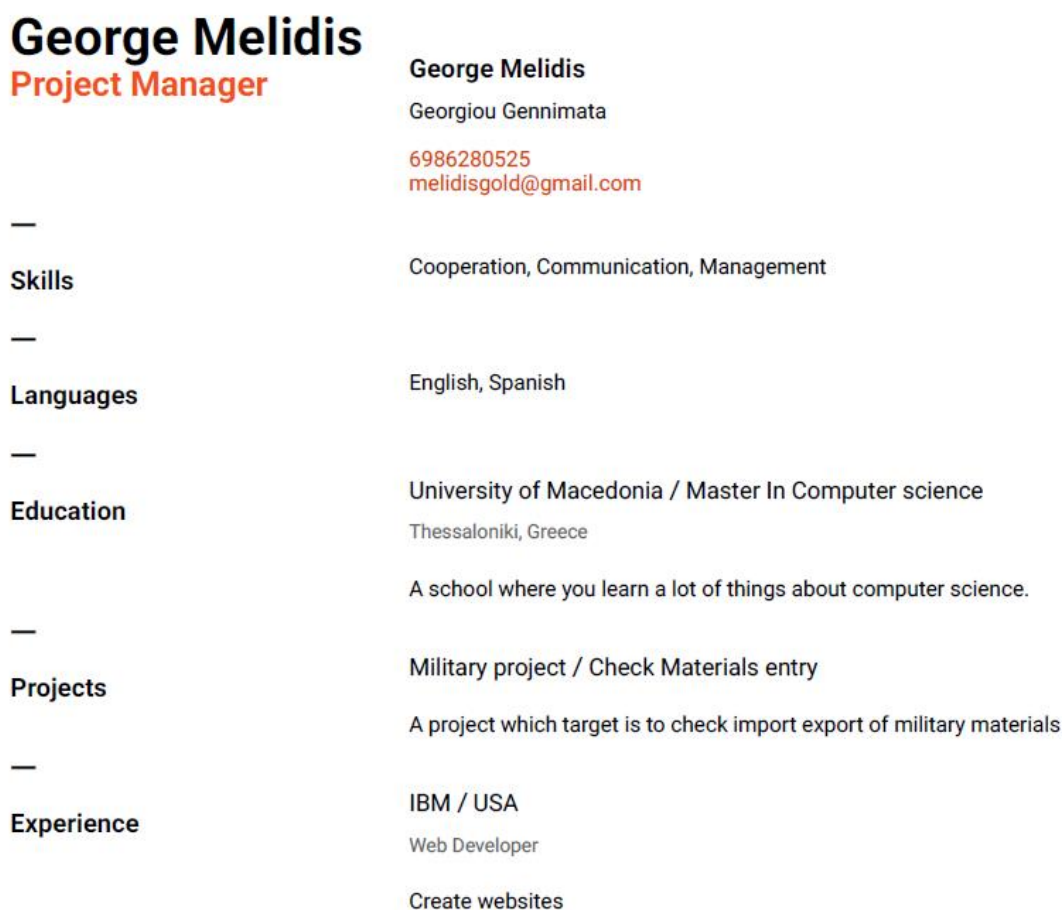 George Melidis
Project Manager
George Melidis
Georgiou Gennimata
6986280525
melidisgold@gmail.com
Skills
Cooperation, Communication, Management
Languages
English, Spanish
Education
University of Macedonia / Master In Computer science
Thessaloniki, Greece
A school where you learn a lot of things about computer science.
Projects
Military project / Check Materials entry
A project which target is to check import export of military materials
Experience
IBM / USA
Web Developer
Create websites